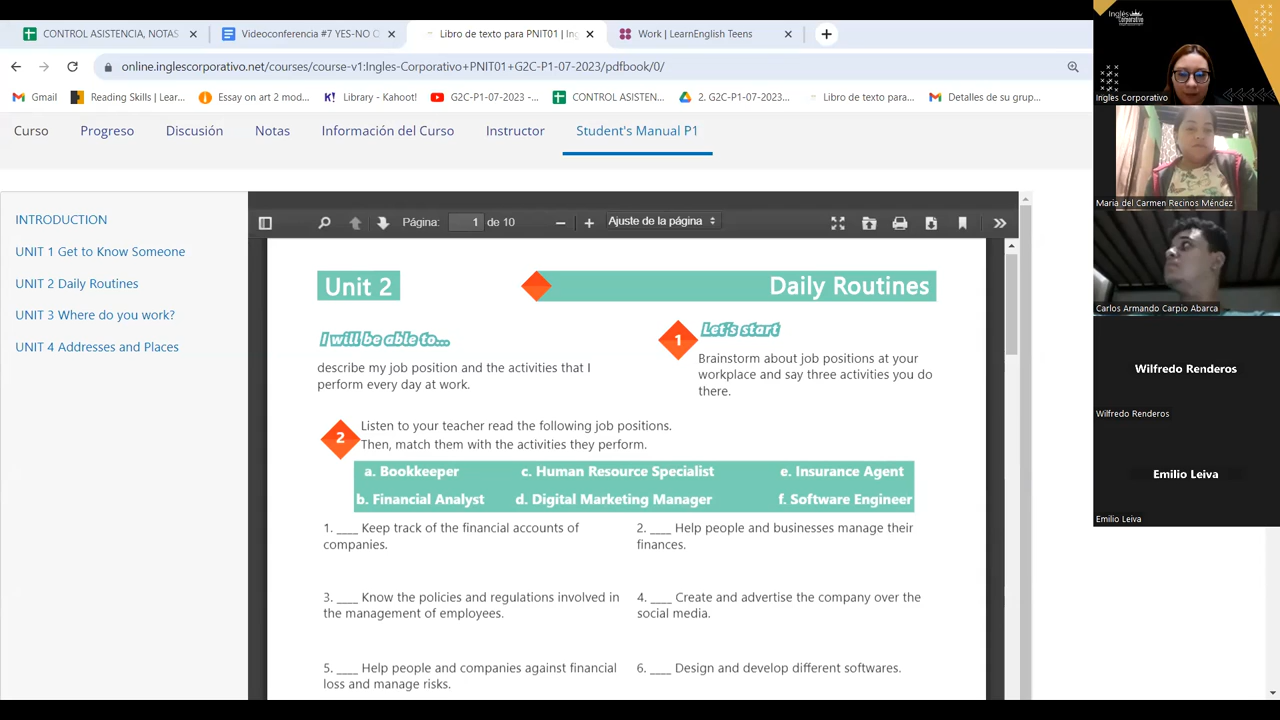 CONTROL ASISTENCIA, NOTAS
Videoconferencia #7 YES-NO Q
Libro de texto para PNIT01 | Ing
Work | LearnEnglish Teens
online.inglescorporativo.net/courses/course-v1:Ingles-Corporativo+PNIT01+G2C-P1-07-2023/pdfbook/0/
Gmail
Reading Skills | Lear...
Essay on art 2 mod...
Library - Kah
G2C-P1-07-2023 -...
CONTROL ASISTEN...
2. G2C-P1-07-2023...
Libro de texto para...
Detalles de su grup...
Curso
Progreso
Discusión
Notas
Información del Curso
Instructor
Student's Manual P1
INTRODUCTION
UNIT 1 Get to Know Someone
UNIT 2 Daily Routines
UNIT 3 Where do you work?
UNIT 4 Addresses and Places
Página: 1 de 10
Ajuste de la página
Unit 2
Daily Routines
I will be able to...
describe my job position and the activities that I
perform every day at work.
1
Let's start
Brainstorm about job positions at your
workplace and say three activities you do
there.
2
Listen to your teacher read the following job positions.
Then, match them with the activities they perform.
a. Bookkeeper c. Human Resource Specialist e. Insurance Agent
b. Financial Analyst d. Digital Marketing Manager f. Software Engineer
1. ____ Keep track of the financial accounts of
companies.
2. ____ Help people and businesses manage their
finances.
3. ____ Know the policies and regulations involved in
the management of employees.
4. ____ Create and advertise the company over the
social media.
5. ____ Help people and companies against financial
loss and manage risks.
6. ____ Design and develop different softwares.
Inglés
Corporativo
Ingles Corporativo
Maria del Carmen Recinos Méndez
Carlos Armando Carpio Abarca
Wilfredo Renderos
Wilfredo Renderos
Emilio Leiva
Emilio Leiva